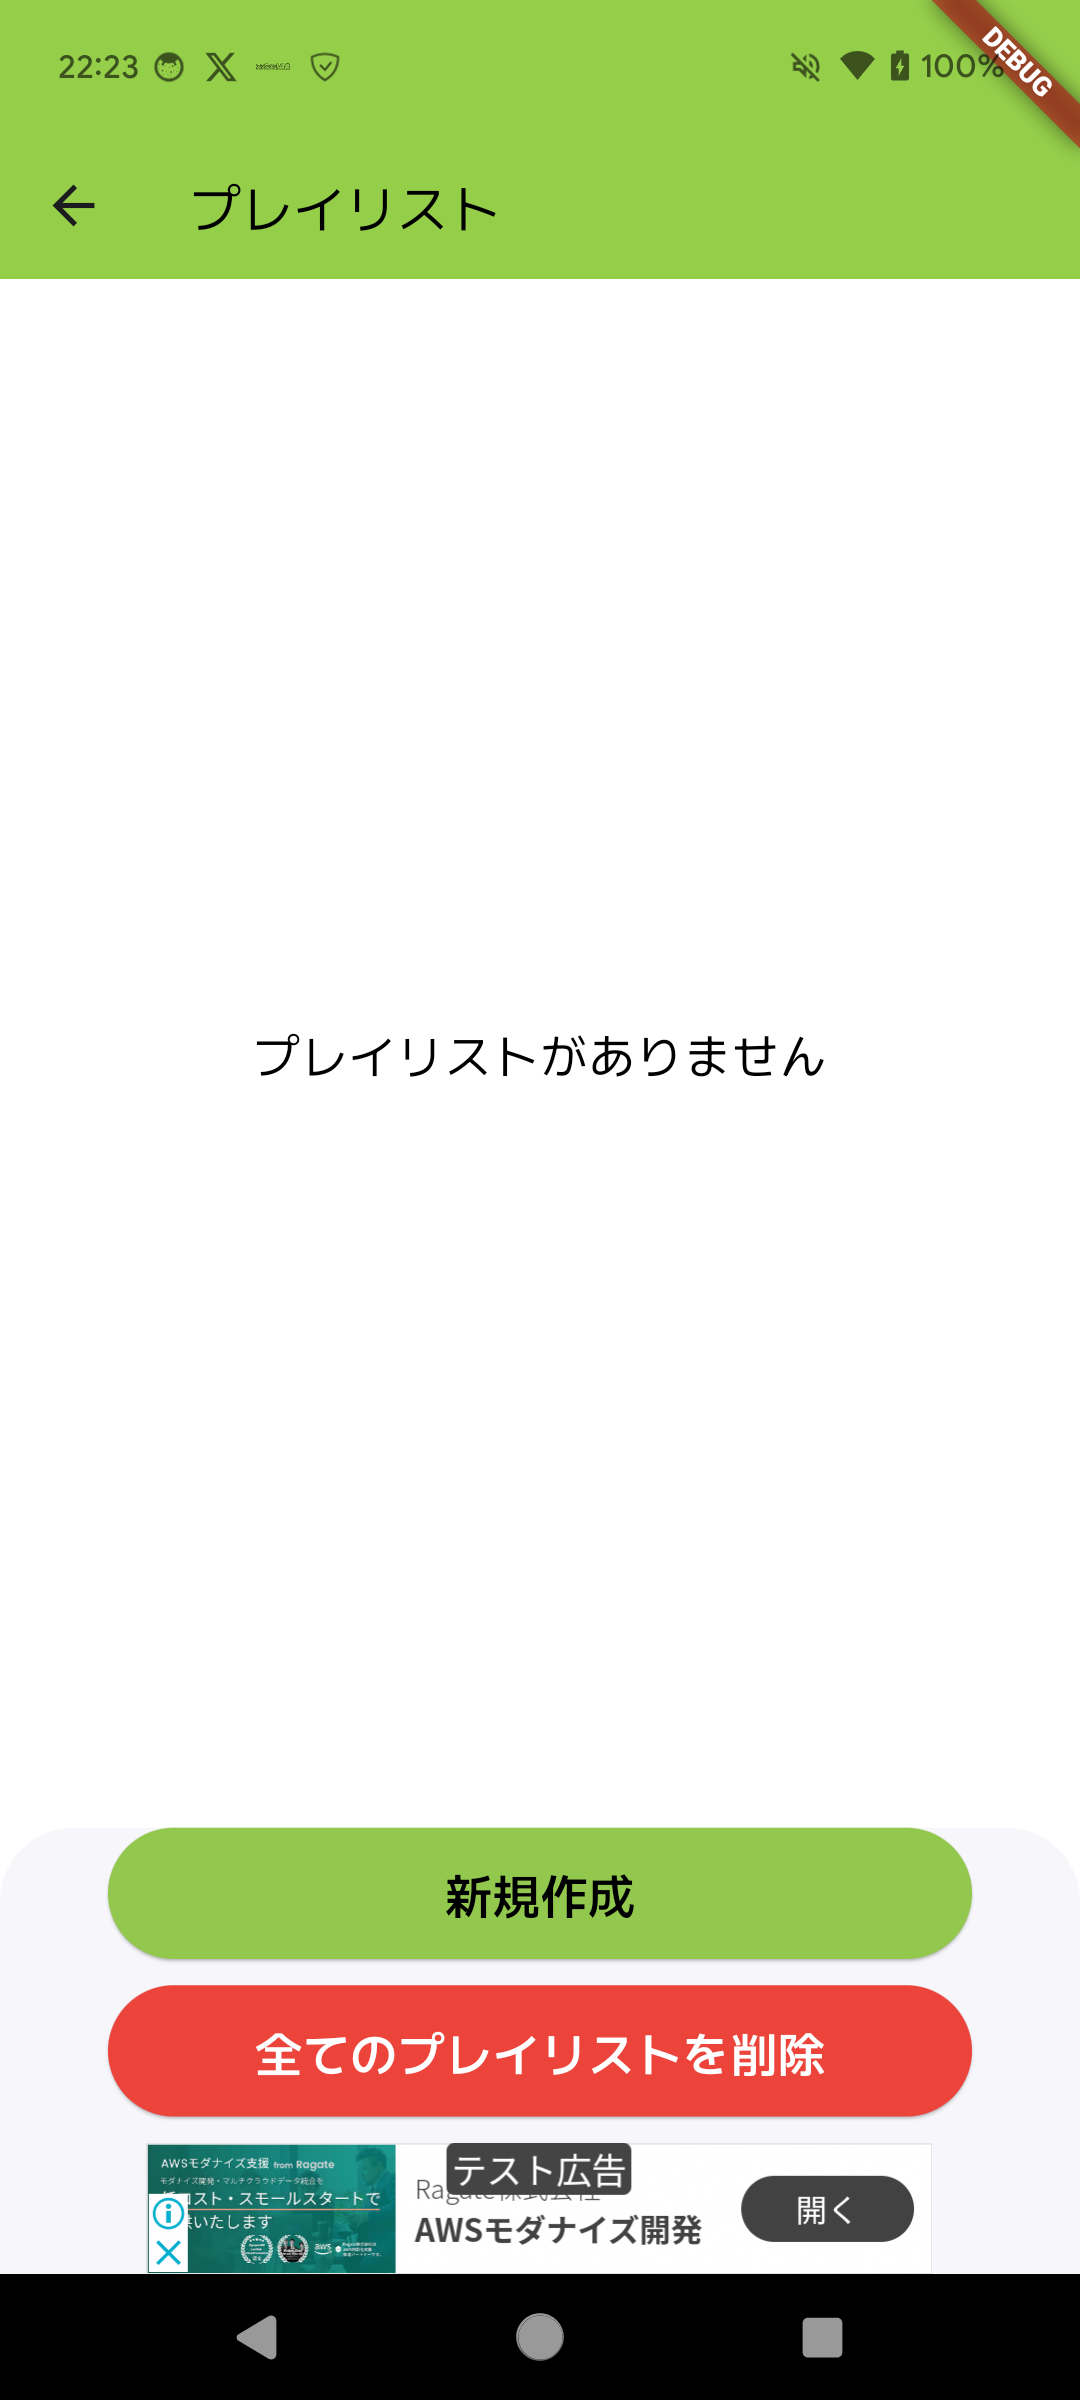 22:23
100%
DEBUG
プレイリスト
プレイリストがありません
新規作成
全てのプレイリストを削除
AWSモダナイズ支援 from Ragate
モダナイズ開発・マルチクラウドデータ統合を
コスト・スモールスタートで
いたします
aws
テスト広告
AWSモダナイズ開発
開く